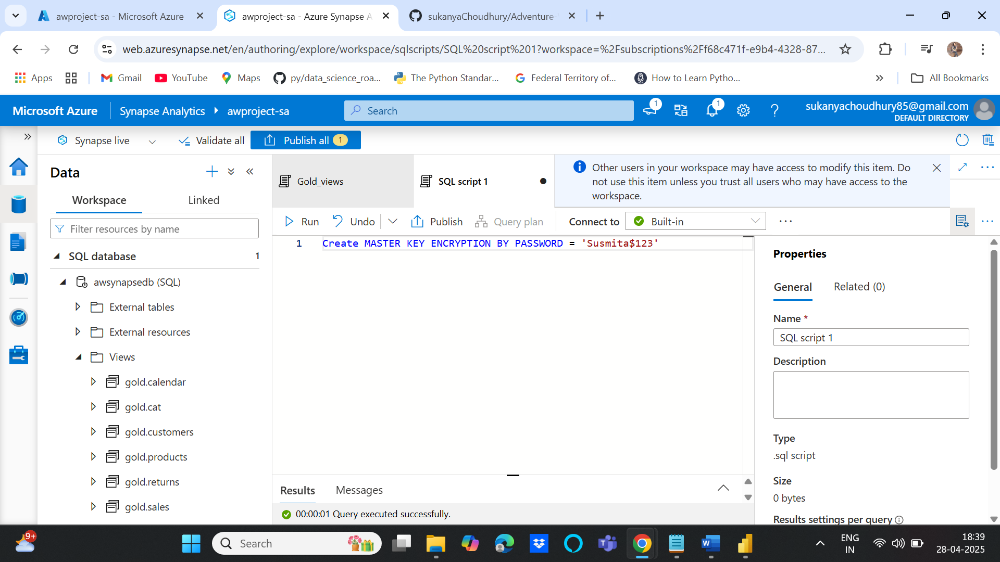 awproject-sa - Microsoft Azure
awproject-sa - Azure Synapse A
sukanyaChoudhury/Adventure-
web.azuresynapse.net/en/authoring/explore/workspace/sqlscripts/SQL%20script%201?workspace=%2Fsubscriptions%2Ff68c471f-e9b4-4328-87...
Apps
Gmail
YouTube
Maps
py/data_science_roa...
The Python Standar...
Federal Territory of...
How to Learn Pytho...
All Bookmarks
Microsoft Azure
Synapse Analytics
awproject-sa
Search
1
1
sukanyachoudhury85@gmail.com
DEFAULT DIRECTORY
Synapse live
Validate all
Publish all 1
Data
Workspace
Linked
Filter resources by name
SQL database 1
awsynapsedb (SQL)
External tables
External resources
Views
gold.calendar
gold.cat
gold.customers
gold.products
gold.returns
gold.sales
Gold_views
SQL script 1
Other users in your workspace may have access to modify this item. Do
not use this item unless you trust all users who may have access to the
workspace.
Run
Undo
Publish
Query plan
Connect to
Built-in
1 Create MASTER KEY ENCRYPTION BY PASSWORD = 'Susmita$123'
Results
Messages
00:00:01 Query executed successfully.
Properties
General
Related (0)
Name *
SQL script 1
Description
Type
.sql script
Size
0 bytes
Results settings per query
9+
Search
ENG
IN
18:39
28-04-2025